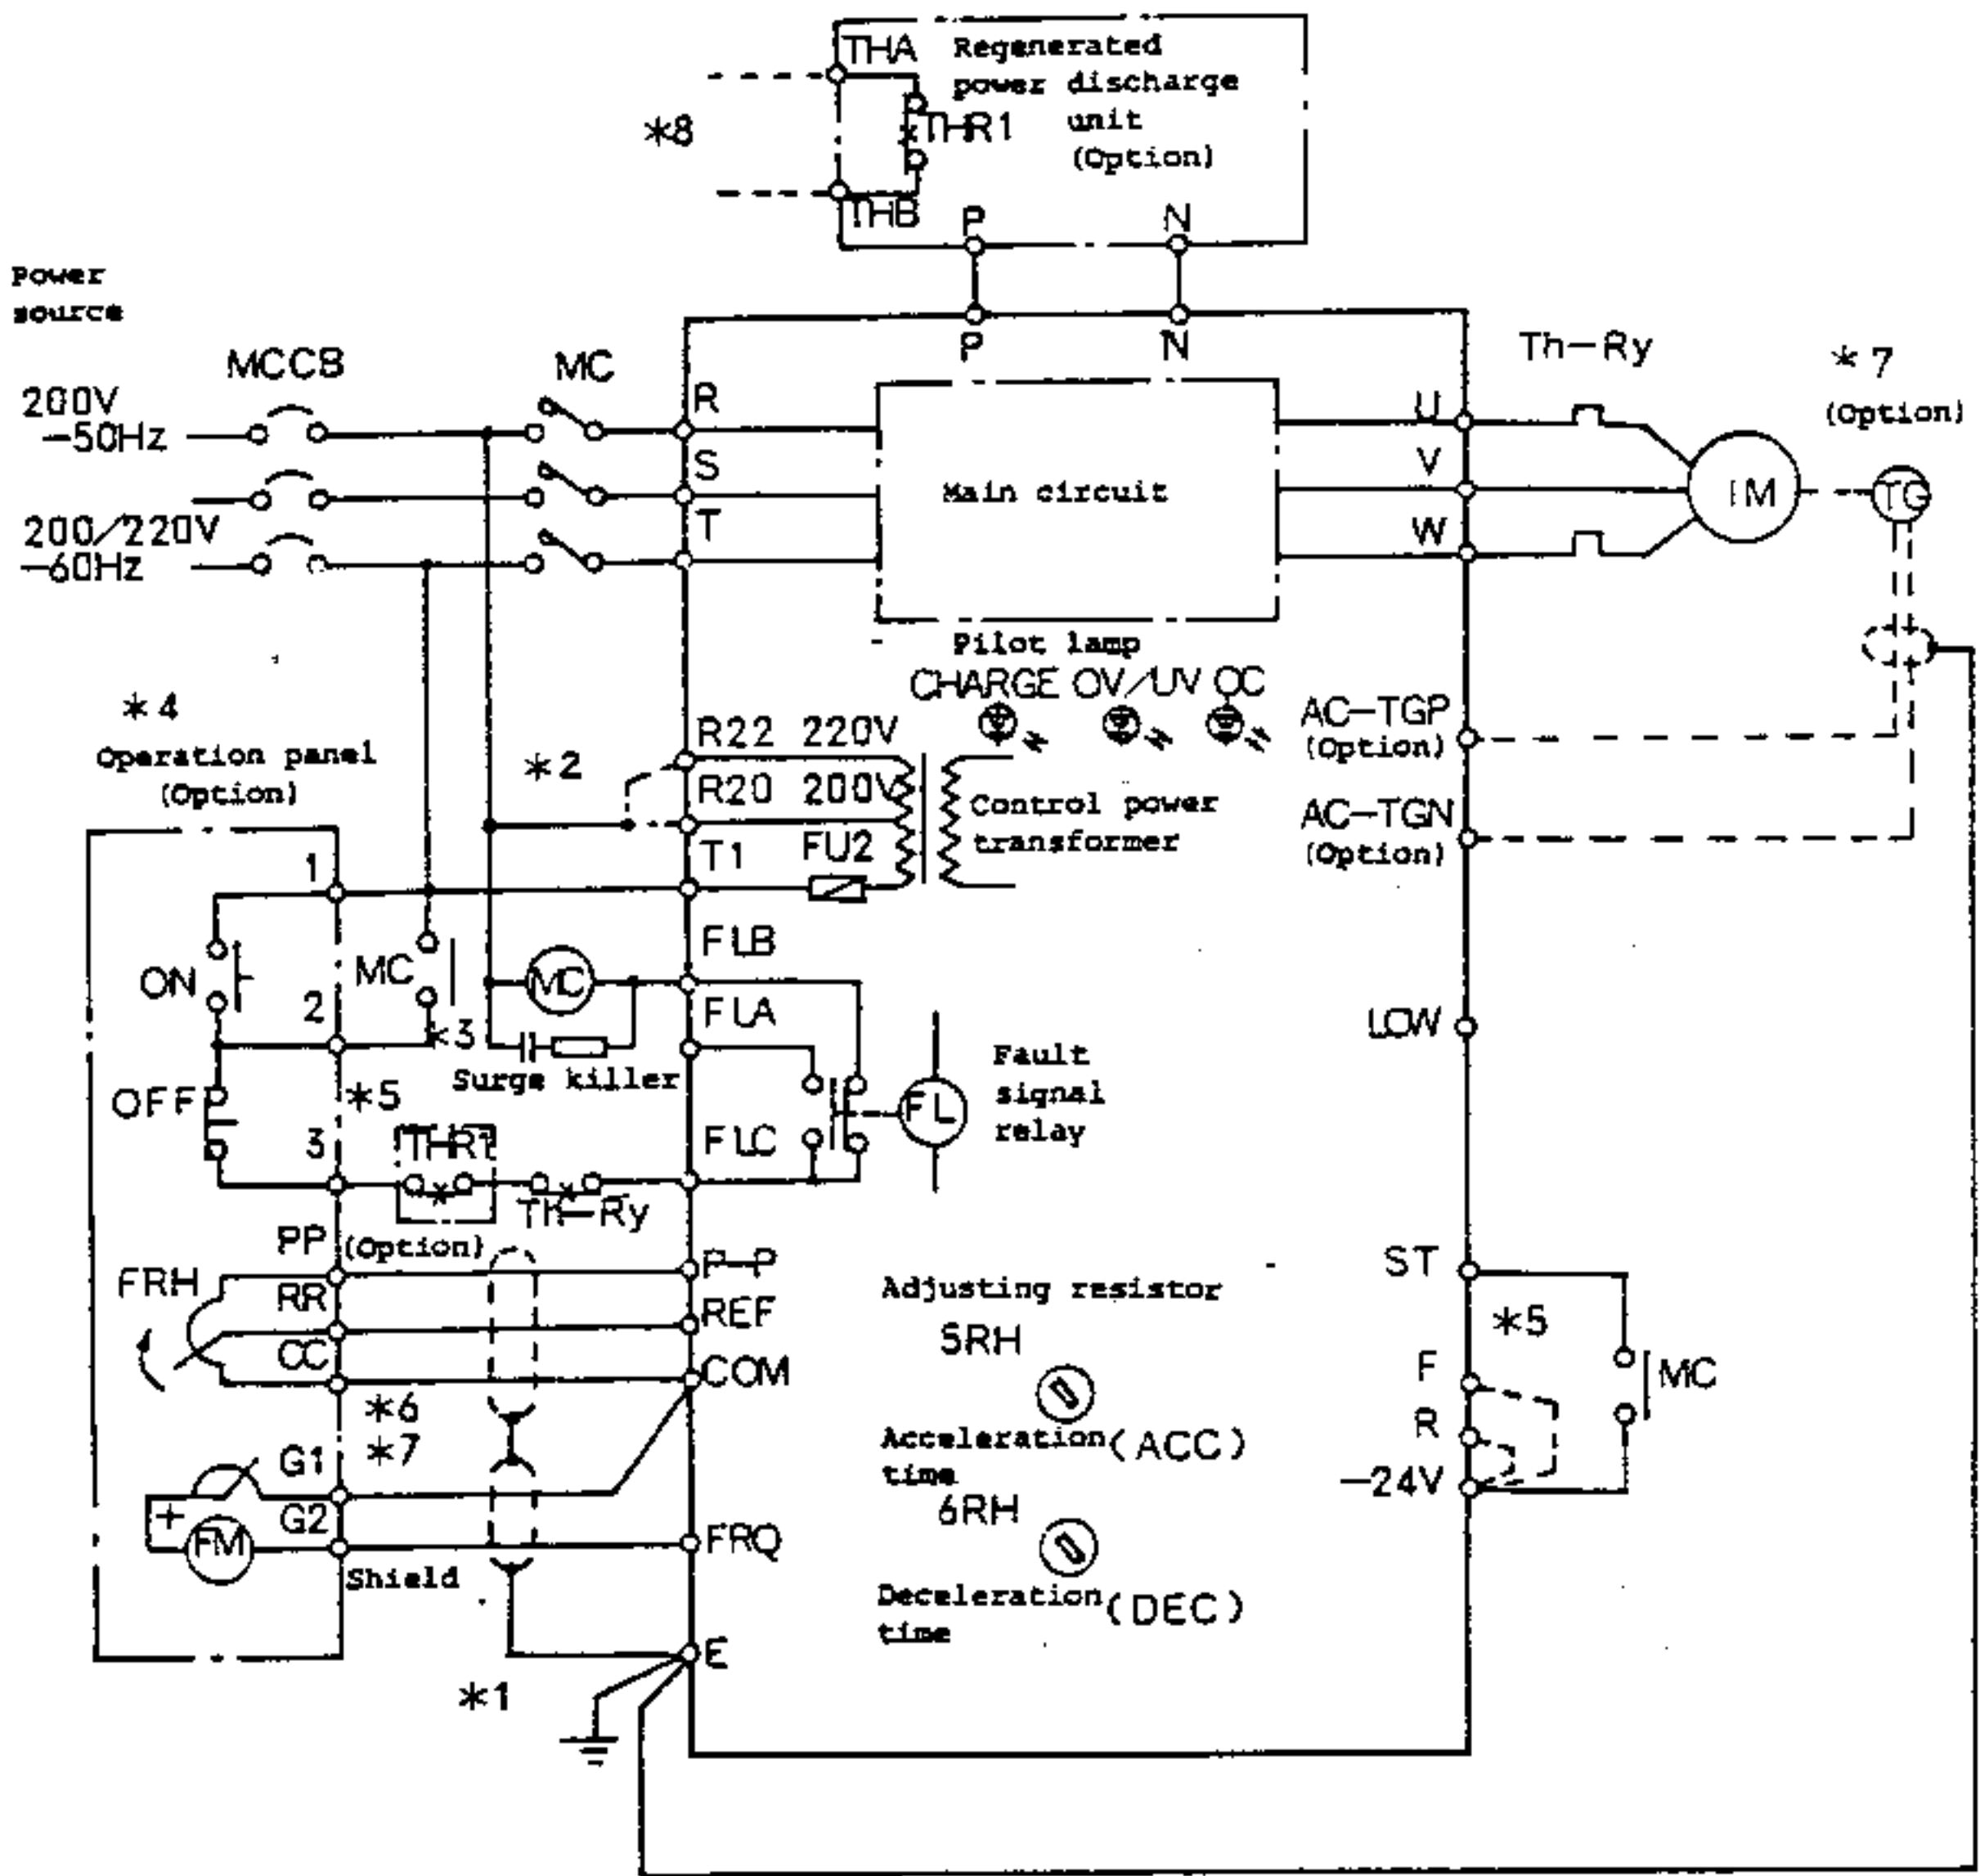 THA Regenerated
power discharge
*8 THR1 unit
(Option)
THB
P N
Power
source
P N
MCCB MC
Th-Ry *7
(Option)
200V
-50Hz
R
S
T
200/220V
-60Hz
Main circuit
U
V
W
IM TG
Pilot lamp
CHARGE OV/UV OC
*4
Operation panel
(Option)
*2
R22 220V
R20 200V
T1 FU2
Control power
transformer
AC-TGP
(Option)
AC-TGN
(Option)
1
ON
2
MC
*3
MC
Surge killer
FLB
FLA
FLC
FL
Fault
signal
relay
LOW
OFF
*5
3
THR1
Th-Ry
(Option)
PP
FRH
RR
CC
P-P
REF
COM
*6
*7
G1
G2
+
FM
FRQ
Shield
E
*1
Adjusting resistor
5RH
Acceleration (ACC)
time
6RH
Deceleration (DEC)
time
ST
*5
F
R
-24V
MC